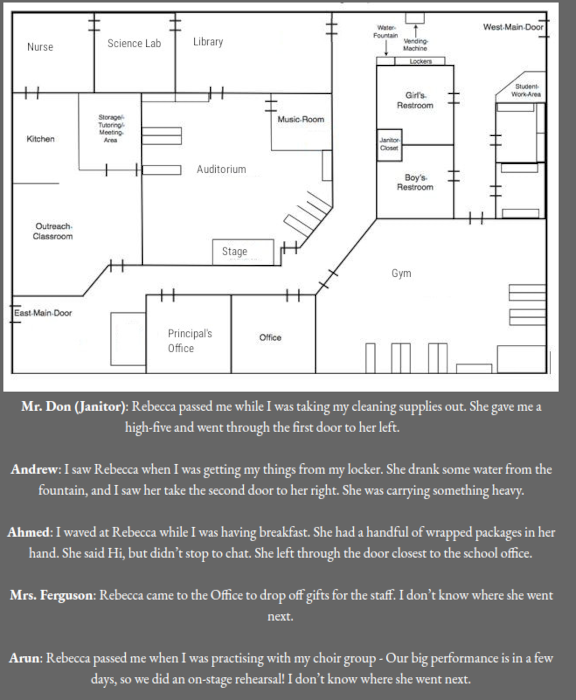 Nurse
Science Lab
Library
Water-
Fountain
Vending-
Machine
West-Main-Door
Lockers
Girl's-
Restroom
Student-
Work-Area
Storage/-
Tutoring/-
Meeting-
Area
Music-Room
Kitchen
Janitor-
Closet
Auditorium
Boy's-
Restroom
Outreach-
Classroom
Stage
Gym
East-Main-Door
Principal's
Office
Office
Mr. Don (Janitor): Rebecca passed me while I was taking my cleaning supplies out. She gave me a
high-five and went through the first door to her left.
Andrew: I saw Rebecca when I was getting my things from my locker. She drank some water from the
fountain, and I saw her take the second door to her right. She was carrying something heavy.
Ahmed: I waved at Rebecca while I was having breakfast. She had a handful of wrapped packages in her
hand. She said Hi, but didn't stop to chat. She left through the door closest to the school office.
Mrs. Ferguson: Rebecca came to the Office to drop off gifts for the staff. I don't know where she went
next.
Arun: Rebecca passed me when I was practising with my choir group - Our big performance is in a few
days, so we did an on-stage rehearsal! I don't know where she went next.